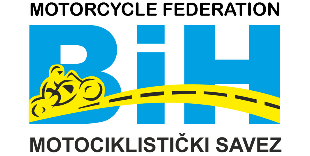 MOTORCYCLE FEDERATION
BiH
MOTOCIKLISTIČKI SAVEZ